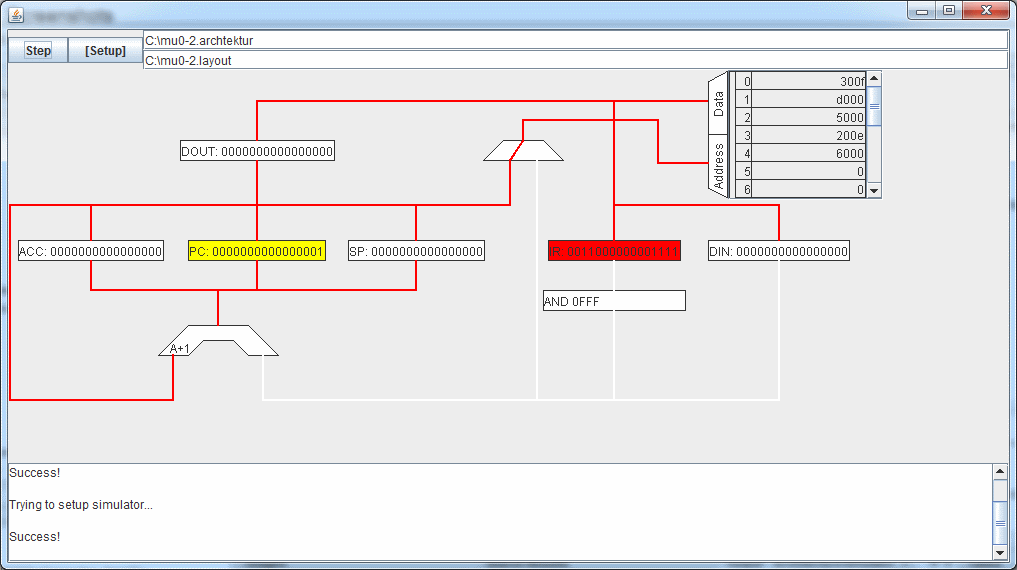 Step
[Setup]
C:\mu0-2.archtektur
C:\mu0-2.layout
Data
Address
0 300f
1 d000
2 5000
3 200e
4 6000
5 0
6 0
DOUT: 0000000000000000
ACC: 0000000000000000
PC: 0000000000000001
SP: 0000000000000000
IR: 0011000000001111
DIN: 0000000000000000
AND 0FFF
A+1
Success!
Trying to setup simulator...
Success!